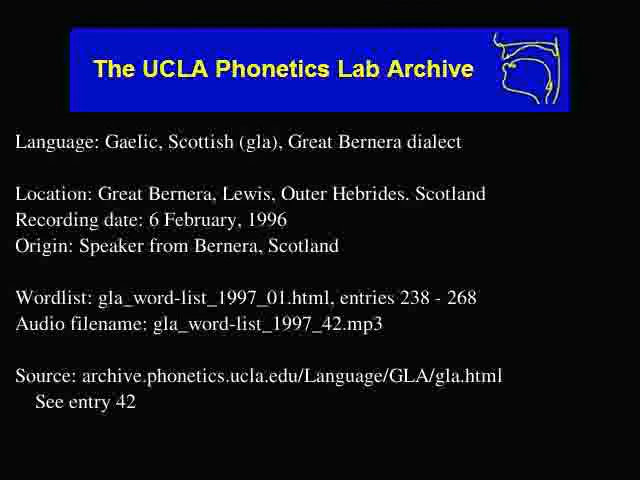 The UCLA Phonetics Lab Archive
Language: Gaelic, Scottish (gla), Great Bernera dialect
Location: Great Bernera, Lewis, Outer Hebrides. Scotland
Recording date: 6 February, 1996
Origin: Speaker from Bernera, Scotland
Wordlist: gla_word-list_1997_01.html, entries 238 - 268
Audio filename: gla_word-list_1997_42.mp3
Source: archive.phonetics.ucla.edu/Language/GLA/gla.html
See entry 42